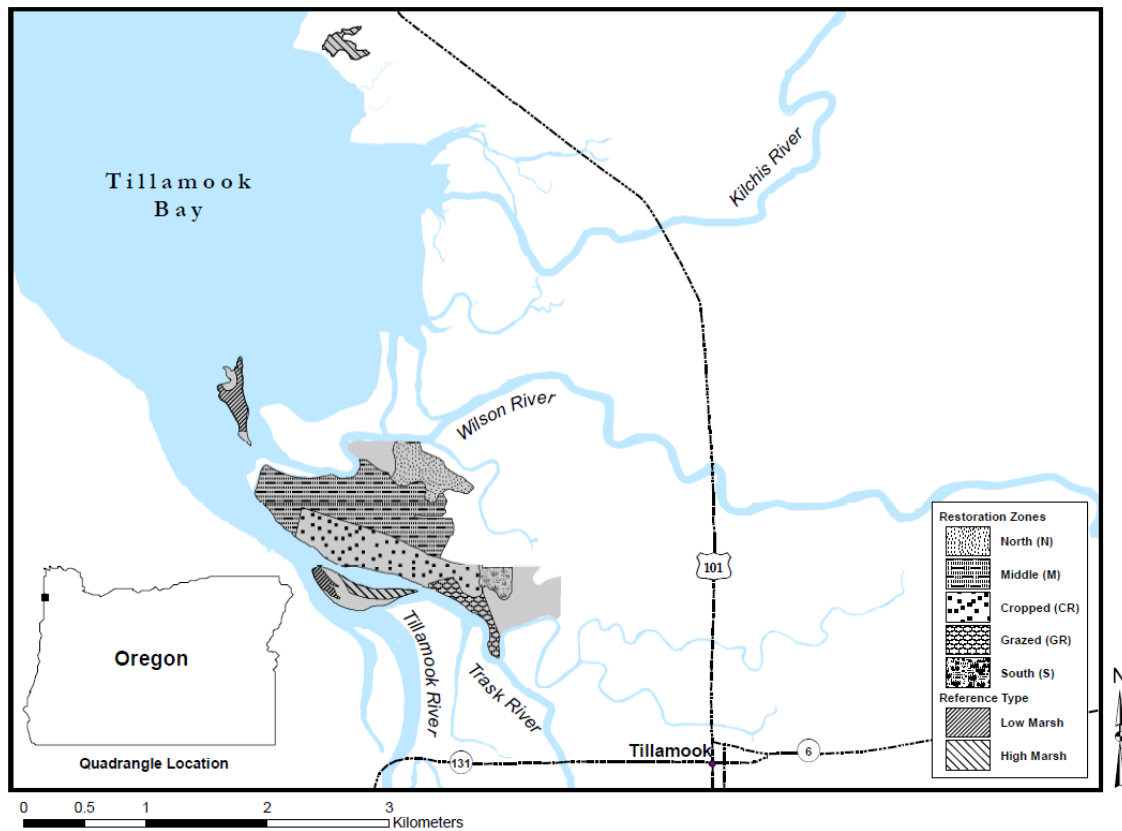 Tillamook
Bay
Kilchis River
Wilson River
Tillamook River
Trask River
101
Tillamook
131
6
Oregon
Quadrangle Location
Restoration Zones
North (N)
Middle (M)
Cropped (CR)
Grazed (GR)
South (S)
Reference Type
Low Marsh
High Marsh
N
0 0.5 1 2 3
Kilometers